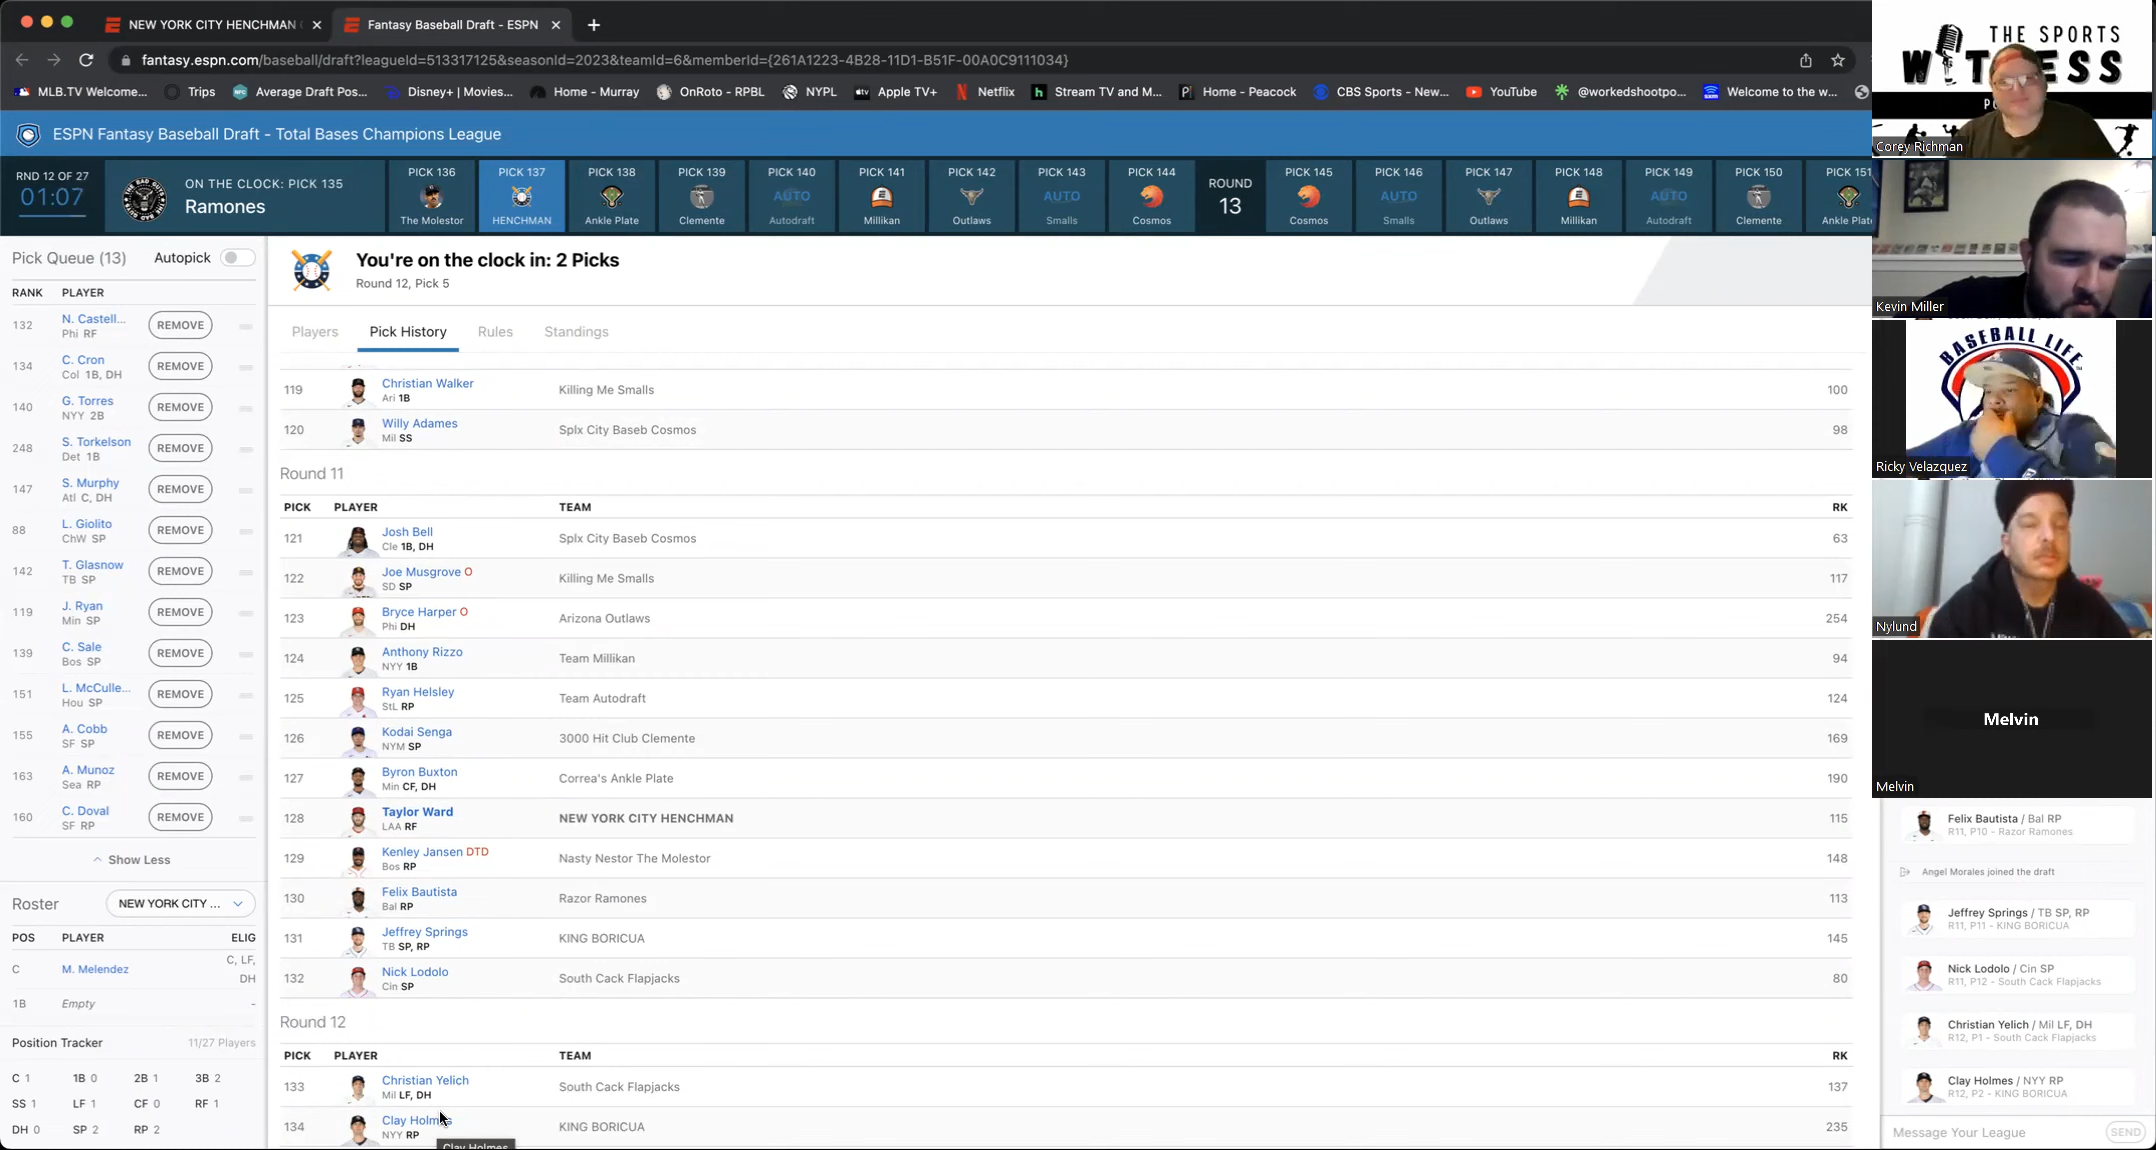 NEW YORK CITY HENCHMAN
Fantasy Baseball Draft - ESPN
fantasy.espn.com/baseball/draft?leagueId=513317125&seasonId=2023&teamId=6&memberId={261A1223-4B28-11D1-B51F-00A0C9111034}
MLB.TV Welcome... Trips Average Draft Pos... Disney+ | Movies... Home - Murray OnRoto - RPBL NYPL Apple TV+ Netflix Stream TV and M... Home - Peacock CBS Sports - New... YouTube @workedshootpo... Welcome to the w...
ESPN Fantasy Baseball Draft - Total Bases Champions League
RND 12 OF 27
01:07
ON THE CLOCK: PICK 135
Ramones
PICK 136
The Molestor
PICK 137
HENCHMAN
PICK 138
Ankle Plate
PICK 139
Clemente
PICK 140
AUTO
Autodraft
PICK 141
Millikan
PICK 142
Outlaws
PICK 143
AUTO
Smalls
PICK 144
Cosmos
ROUND
13
PICK 145
Cosmos
PICK 146
AUTO
Smalls
PICK 147
Outlaws
PICK 148
Millikan
PICK 149
AUTO
Autodraft
PICK 150
Clemente
PICK 151
Ankle Plate
Pick Queue (13)
Autopick
RANK PLAYER
132 N. Castell... REMOVE
Phi RF
134 C. Cron REMOVE
Col 1B, DH
140 G. Torres REMOVE
NYY 2B
248 S. Torkelson REMOVE
Det 1B
147 S. Murphy REMOVE
Atl C, DH
88 L. Giolito REMOVE
ChW SP
142 T. Glasnow REMOVE
TB SP
119 J. Ryan REMOVE
Min SP
139 C. Sale REMOVE
Bos SP
151 L. McCulle... REMOVE
Hou SP
155 A. Cobb REMOVE
SF SP
163 A. Munoz REMOVE
Sea RP
160 C. Doval REMOVE
SF RP
Show Less
Roster NEW YORK CITY ...
POS PLAYER ELIG
C M. Melendez C, LF, DH
1B Empty -
Position Tracker 11/27 Players
C 1 1B 0 2B 1 3B 2
SS 1 LF 1 CF 0 RF 1
DH 0 SP 2 RP 2
You're on the clock in: 2 Picks
Round 12, Pick 5
Players Pick History Rules Standings
119 Christian Walker Killing Me Smalls 100
Ari 1B
120 Willy Adames Splx City Baseb Cosmos 98
Mil SS
Round 11
PICK PLAYER TEAM RK
121 Josh Bell Splx City Baseb Cosmos 63
Cle 1B, DH
122 Joe Musgrove O Killing Me Smalls 117
SD SP
123 Bryce Harper O Arizona Outlaws 254
Phi DH
124 Anthony Rizzo Team Millikan 94
NYY 1B
125 Ryan Helsley Team Autodraft 124
StL RP
126 Kodai Senga 3000 Hit Club Clemente 169
NYM SP
127 Byron Buxton Correa's Ankle Plate 190
Min CF, DH
128 Taylor Ward NEW YORK CITY HENCHMAN 115
LAA RF
129 Kenley Jansen DTD Nasty Nestor The Molestor 148
Bos RP
130 Felix Bautista Razor Ramones 113
Bal RP
131 Jeffrey Springs KING BORICUA 145
TB SP, RP
132 Nick Lodolo South Cack Flapjacks 80
Cin SP
Round 12
PICK PLAYER TEAM RK
133 Christian Yelich South Cack Flapjacks 137
Mil LF, DH
134 Clay Holmes KING BORICUA 235
NYY RP
Clay Holmes
THE SPORTS
WITNESS
Corey Richman
Kevin Miller
BASEBALL LIFE
Ricky Velazquez
Nylund
Melvin
Melvin
Felix Bautista / Bal RP
R11, P10 - Razor Ramones
Angel Morales joined the draft
Jeffrey Springs / TB SP, RP
R11, P11 - KING BORICUA
Nick Lodolo / Cin SP
R11, P12 - South Cack Flapjacks
Christian Yelich / Mil LF, DH
R12, P1 - South Cack Flapjacks
Clay Holmes / NYY RP
R12, P2 - KING BORICUA
Message Your League SEND